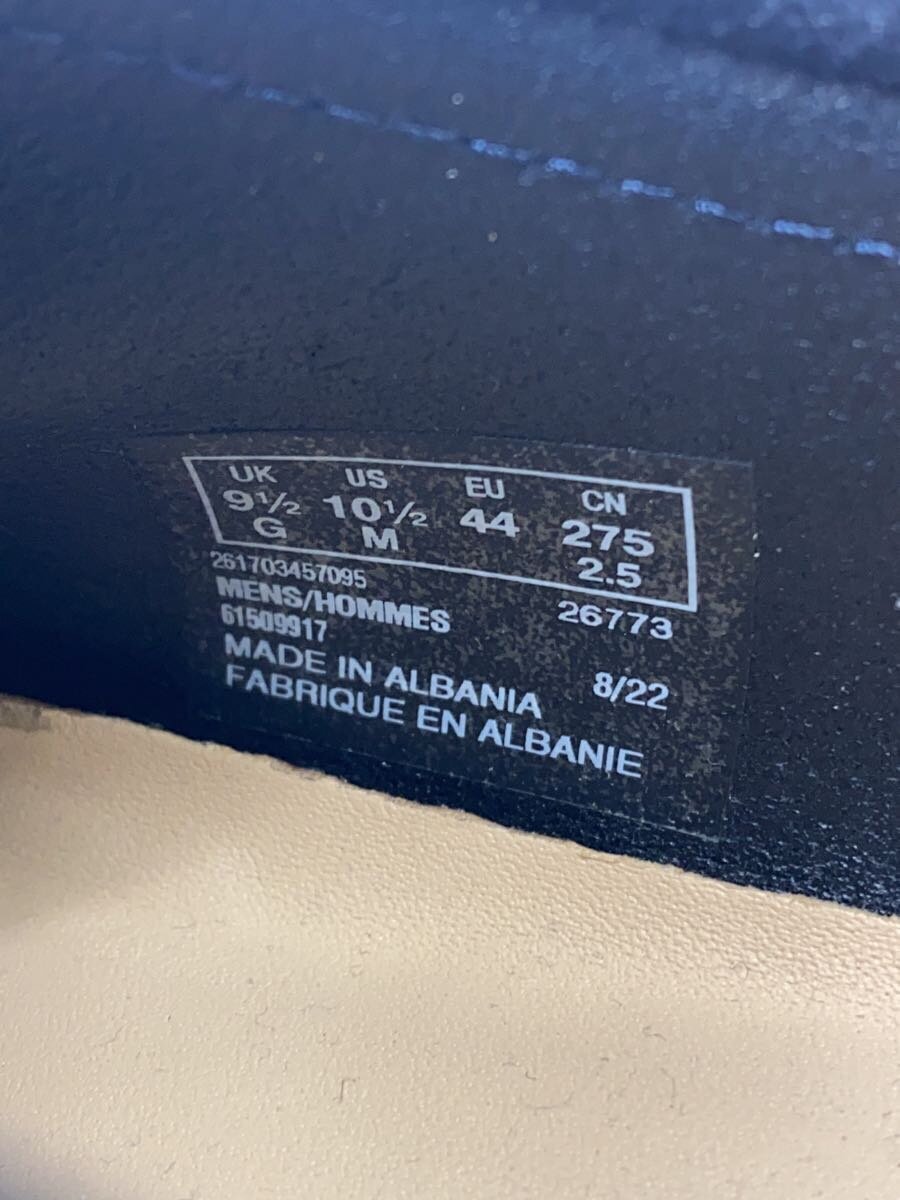 UK US EU CN
9½ 10½ 44 275
G M 2.5
261703457095
MENS/HOMMES 26773
61509917
MADE IN ALBANIA 8/22
FABRIQUE EN ALBANIE